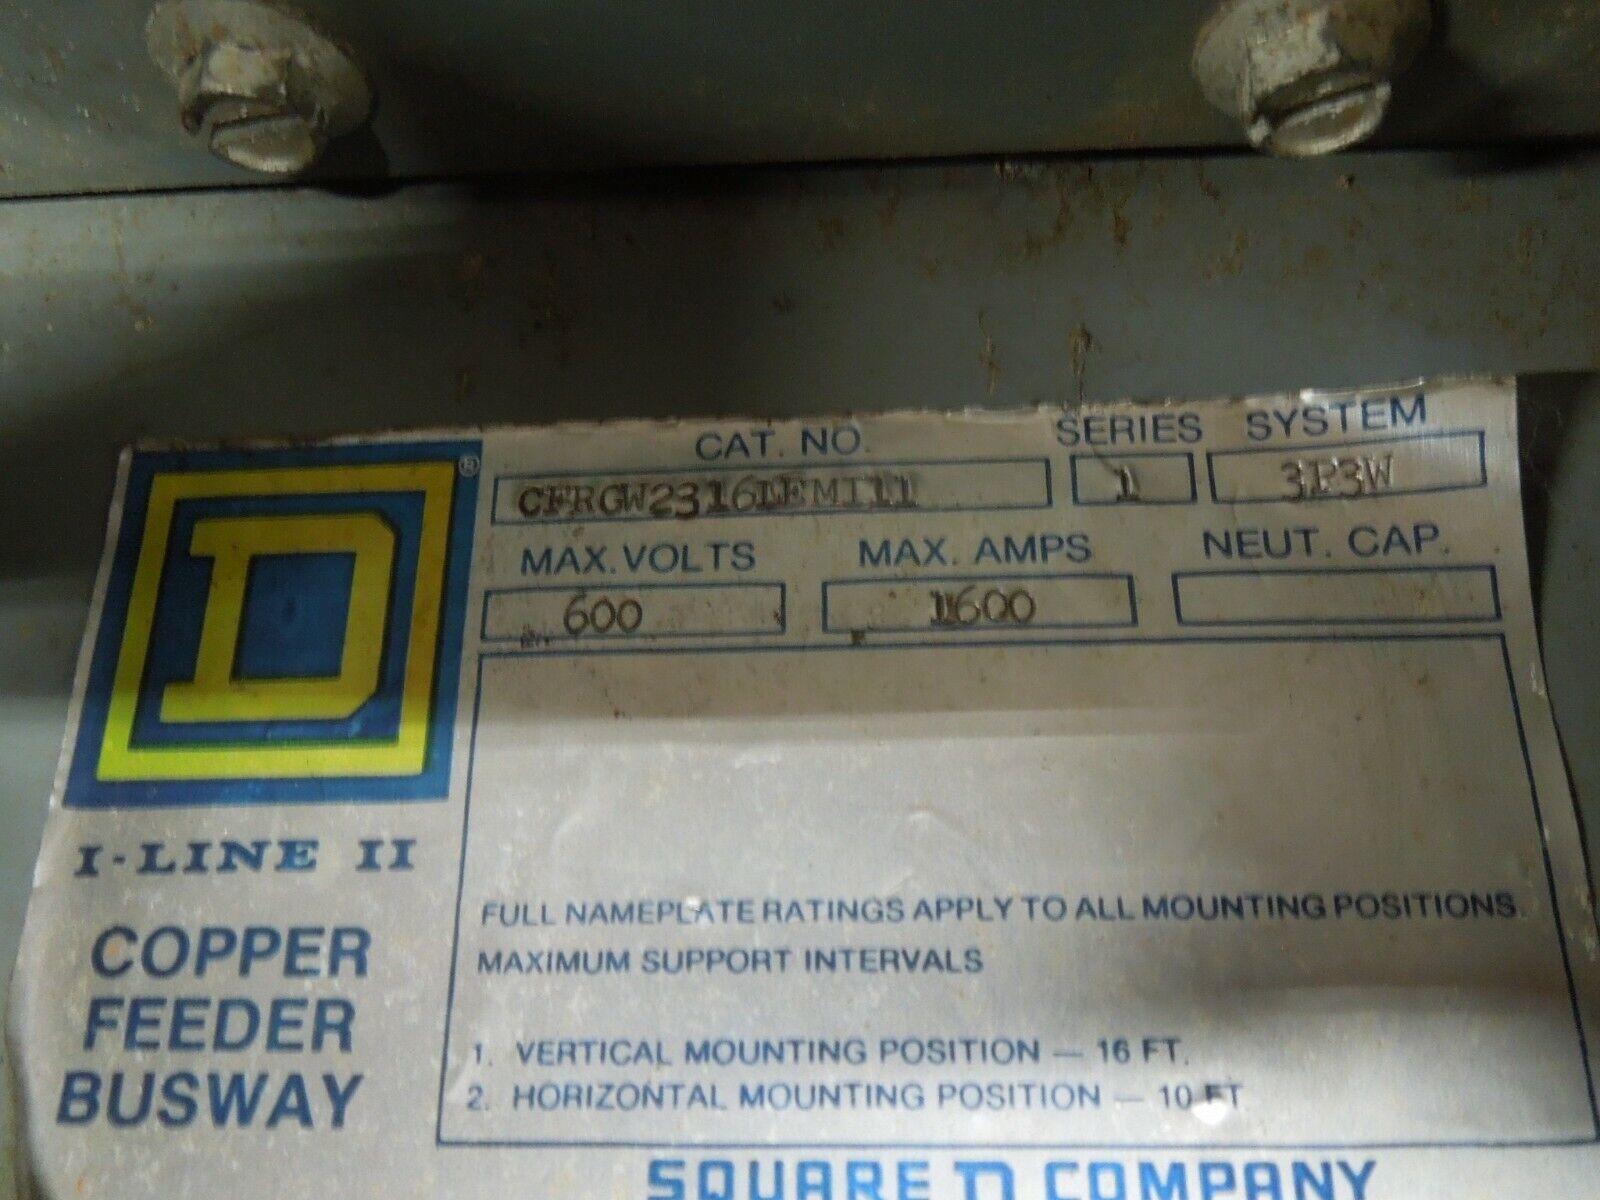 D ®
CAT. NO. SERIES SYSTEM
CFRGW2316LEMI11 1 3P3W
MAX. VOLTS MAX. AMPS NEUT. CAP.
600 1600
I-LINE II
COPPER
FEEDER
BUSWAY
FULL NAMEPLATE RATINGS APPLY TO ALL MOUNTING POSITIONS.
MAXIMUM SUPPORT INTERVALS
1. VERTICAL MOUNTING POSITION — 16 FT.
2. HORIZONTAL MOUNTING POSITION — 10 FT
SQUARE D COMPANY